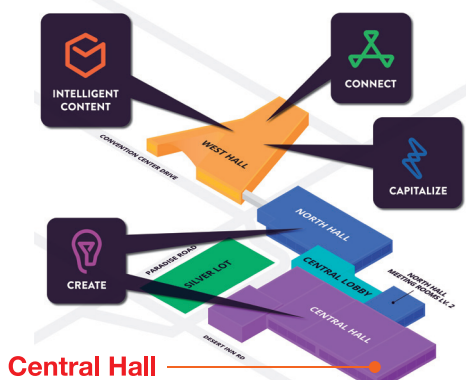 INTELLIGENT
CONTENT
CONNECT
CAPITALIZE
CREATE
WEST HALL
CONVENTION CENTER DRIVE
NORTH HALL
PARADISE ROAD
SILVER LOT
CENTRAL LOBBY
NORTH HALL
MEETING ROOMS LV. 2
CENTRAL HALL
DESERT INN RD
Central Hall